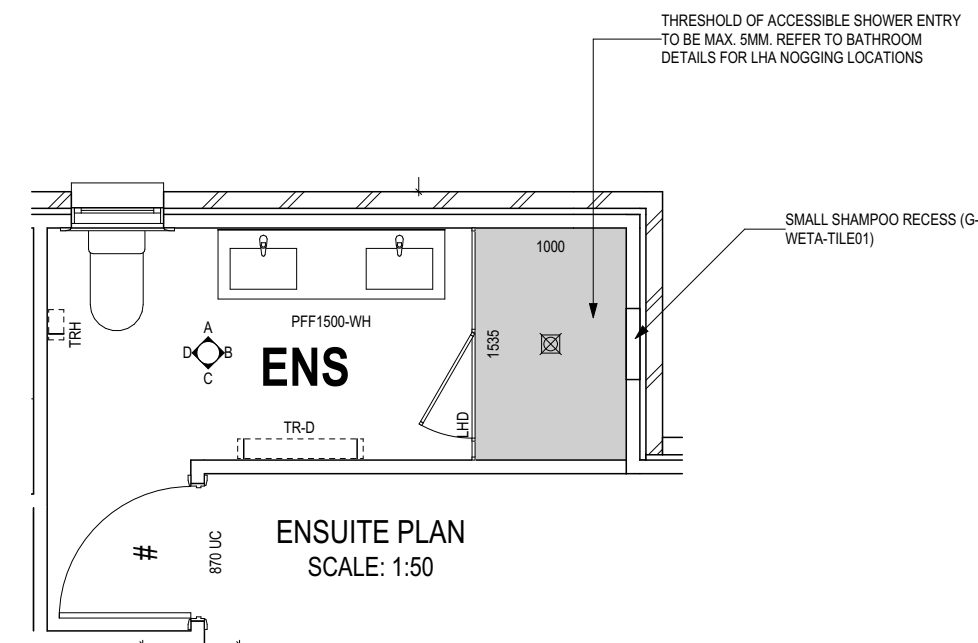 THRESHOLD OF ACCESSIBLE SHOWER ENTRY
TO BE MAX. 5MM. REFER TO BATHROOM
DETAILS FOR LHA NOGGING LOCATIONS
SMALL SHAMPOO RECESS (G-
WETA-TILE01)
1000
PFF1500-WH
TRH
A
D B
C
ENS
1535
LHD
TR-D
#
870 UC
ENSUITE PLAN
SCALE: 1:50